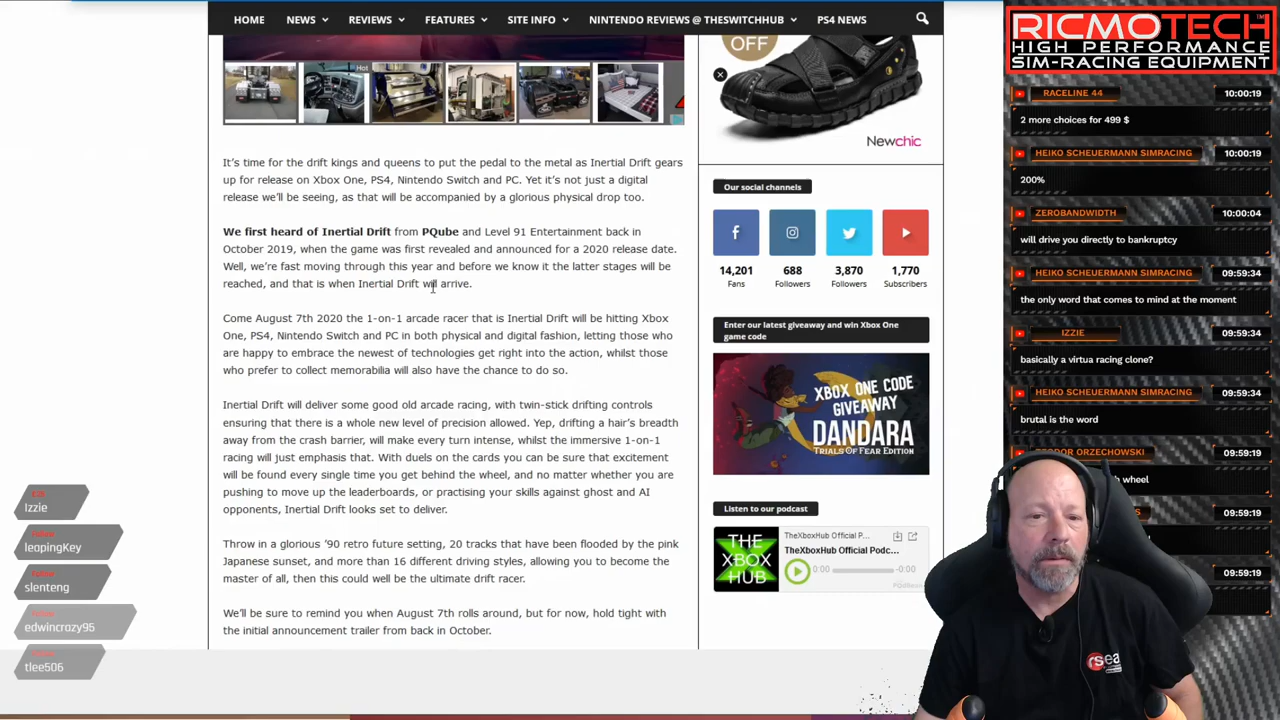 HOME NEWS REVIEWS FEATURES SITE INFO NINTENDO REVIEWS @ THESWITCHHUB PS4 NEWS
OFF
Hot
Newchic
It's time for the drift kings and queens to put the pedal to the metal as Inertial Drift gears
up for release on Xbox One, PS4, Nintendo Switch and PC. Yet it's not just a digital
release we'll be seeing, as that will be accompanied by a glorious physical drop too.
We first heard of Inertial Drift from PQube and Level 91 Entertainment back in
October 2019, when the game was first revealed and announced for a 2020 release date.
Well, we're fast moving through this year and before we know it the latter stages will be
reached, and that is when Inertial Drift will arrive.
Come August 7th 2020 the 1-on-1 arcade racer that is Inertial Drift will be hitting Xbox
One, PS4, Nintendo Switch and PC in both physical and digital fashion, letting those who
are happy to embrace the newest of technologies get right into the action, whilst those
who prefer to collect memorabilia will also have the chance to do so.
Inertial Drift will deliver some good old arcade racing, with twin-stick drifting controls
ensuring that there is a whole new level of precision allowed. Yep, drifting a hair's breadth
away from the crash barrier, will make every turn intense, whilst the immersive 1-on-1
racing will just emphasis that. With duels on the cards you can be sure that excitement
will be found every single time you get behind the wheel, and no matter whether you are
pushing to move up the leaderboards, or practising your skills against ghost and AI
opponents, Inertial Drift looks set to deliver.
Throw in a glorious '90 retro future setting, 20 tracks that have been flooded by the pink
Japanese sunset, and more than 16 different driving styles, allowing you to become the
master of all, then this could well be the ultimate drift racer.
We'll be sure to remind you when August 7th rolls around, but for now, hold tight with
the initial announcement trailer from back in October.
Our social channels
14,201 688 3,870 1,770
Fans Followers Followers Subscribers
Enter our latest giveaway and win Xbox One
game code
XBOX ONE CODE
GIVEAWAY
DANDARA
TRIALS OF FEAR EDITION
Listen to our podcast
THE
XBOX
HUB
TheXboxHub Official P...
TheXboxHub Official Podc...
0:00 -0:00
RICMOTECH
HIGH PERFORMANCE
SIM-RACING EQUIPMENT
RACELINE 44 10:00:19
2 more choices for 499 $
HEIKO SCHEUERMANN SIMRACING 10:00:19
200%
ZEROBANDWIDTH 10:00:04
will drive you directly to bankruptcy
HEIKO SCHEUERMANN SIMRACING 09:59:34
the only word that comes to mind at the moment
IZZIE 09:59:34
basically a virtua racing clone?
HEIKO SCHEUERMANN SIMRACING 09:59:34
brutal is the word
ORZECHOWSKI 09:59:19
wheel
09:59:19
09:59:19
Izzie
leapingKey
slenteng
edwincrazy95
tlee506
rsea